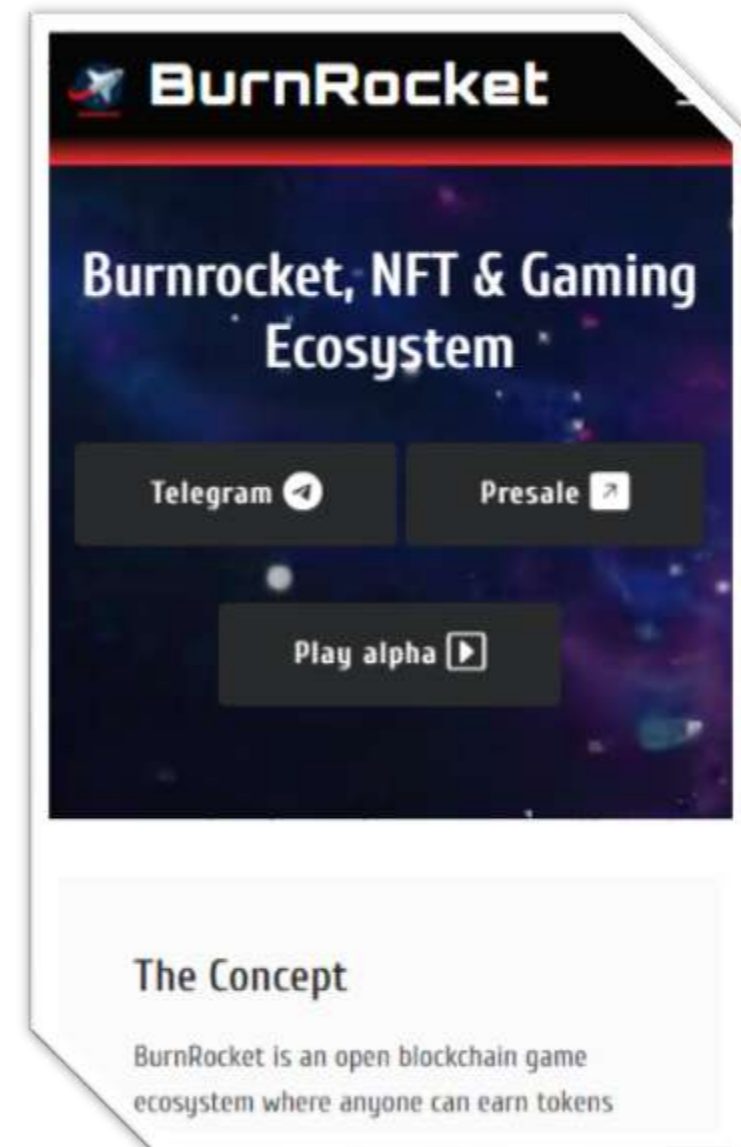 BurnRocket
Burnrocket, NFT & Gaming
Ecosystem
Telegram
Presale
Play alpha
The Concept
BurnRocket is an open blockchain game
ecosystem where anyone can earn tokens